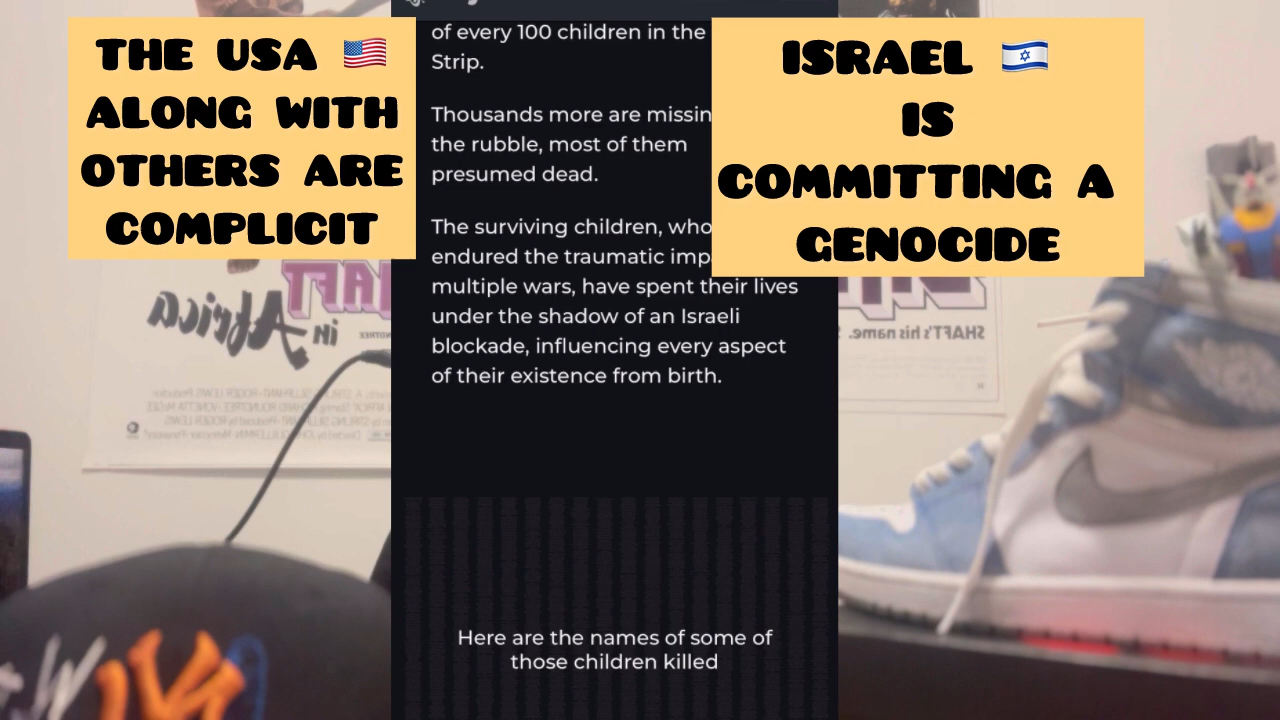 THE USA 🇺🇸
ALONG WITH
OTHERS ARE
COMPLICIT
of every 100 children in the
Strip.
Thousands more are missin
the rubble, most of them
presumed dead.
The surviving children, who
endured the traumatic imp
multiple wars, have spent their lives
under the shadow of an Israeli
blockade, influencing every aspect
of their existence from birth.
Here are the names of some of
those children killed
ISRAEL 🇮🇱
IS
COMMITTING A
GENOCIDE
in Africa
SHAFT's his name.
NY